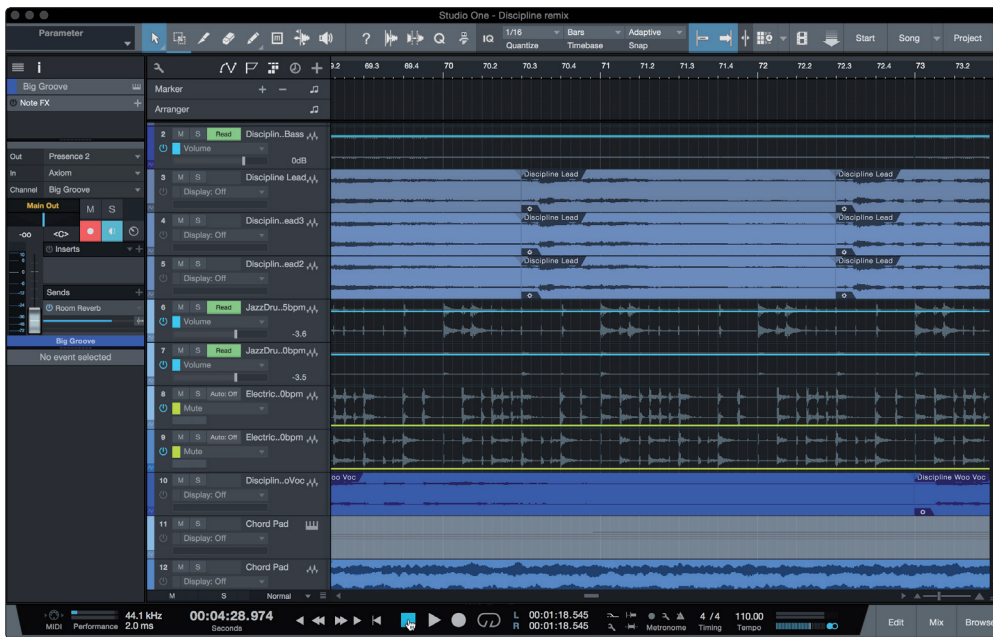 Studio One - Discipline remix
Parameter
IQ
1/16
Quantize
Bars
Timebase
Adaptive
Snap
Start
Song
Project
Big Groove
Note FX
Out Presence 2
In Axiom
Channel Big Groove
Main Out M S
-oo <C>
Inserts
Sends
Room Reverb
Big Groove
No event selected
Marker
Arranger
9.2 69.3 69.4 70 70.2 70.3 70.4 71 71.2 71.3 71.4 72 72.2 72.3 72.4 73 73.2
2 M S Read Disciplin..Bass
Volume
0dB
3 M S Discipline Lead
Display: Off
Discipline Lead Discipline Lead
4 M S Disciplin..ead3
Display: Off
Discipline Lead Discipline Lead
5 M S Disciplin..ead2
Display: Off
Discipline Lead Discipline Lead
6 M S Read JazzDru..5bpm
Volume
-3.6
7 M S Read JazzDru..0bpm
Volume
-3.5
8 M S Auto: Off Electric..0bpm
Mute
9 M S Auto: Off Electric..0bpm
Mute
10 M S Disciplin..oVoc
Display: Off
oo Voc Discipline Woo Voc
11 M S Chord Pad
Display: Off
12 M S Chord Pad
Display: Off
M S Normal
MIDI
Performance
44.1 kHz
2.0 ms
00:04:28.974
Seconds
L 00:01:18.545
R 00:01:18.545
Metronome
4 / 4
Timing
110.00
Tempo
Edit
Mix
Browse